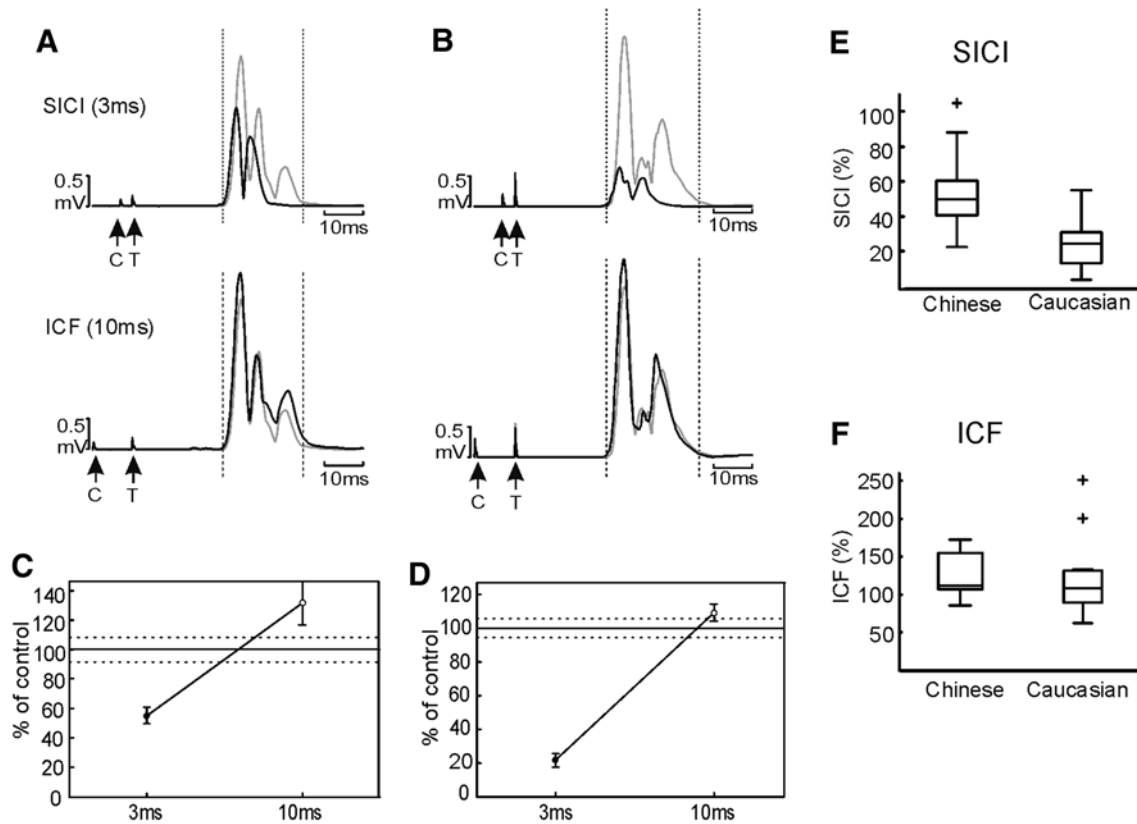 A
SICI (3ms)
0.5
mV
10ms
C T
ICF (10ms)
0.5
mV
10ms
C T
B
0.5
mV
10ms
C T
0.5
mV
10ms
C T
C
% of control
140
120
100
80
60
40
20
0
3ms 10ms
D
% of control
120
100
80
60
40
20
0
3ms 10ms
E SICI
SICI (%)
100
80
60
40
20
Chinese Caucasian
F ICF
ICF (%)
250
200
150
100
50
Chinese Caucasian